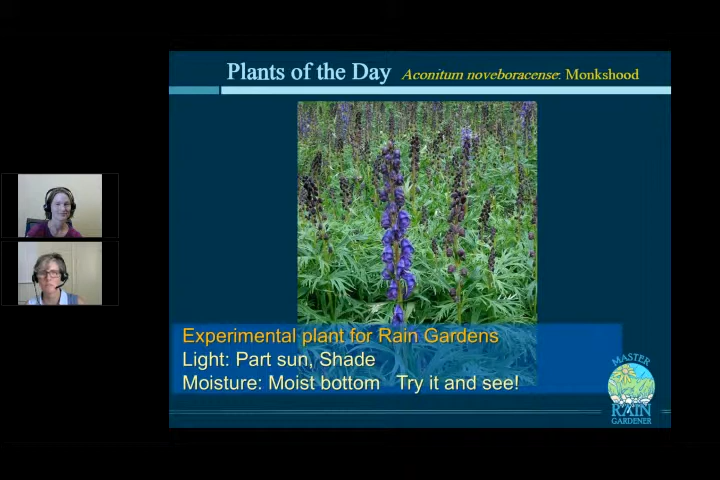 Plants of the Day Aconitum noveboracense: Monkshood
Experimental plant for Rain Gardens
Light: Part sun, Shade
Moisture: Moist bottom Try it and see!
MASTER
RAIN
GARDENER